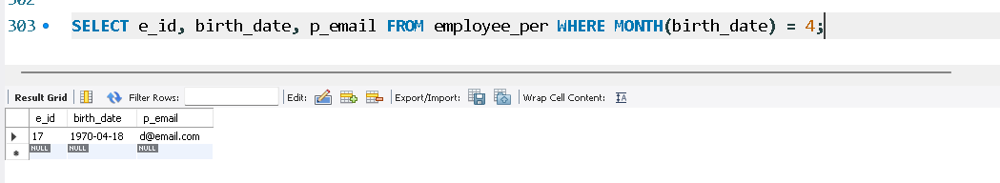 302
303 SELECT e_id, birth_date, p_email FROM employee_per WHERE MONTH(birth_date) = 4;
Result Grid Filter Rows: Edit: Export/Import: Wrap Cell Content: IA
e_id birth_date p_email
17 1970-04-18 d@email.com
NULL NULL NULL